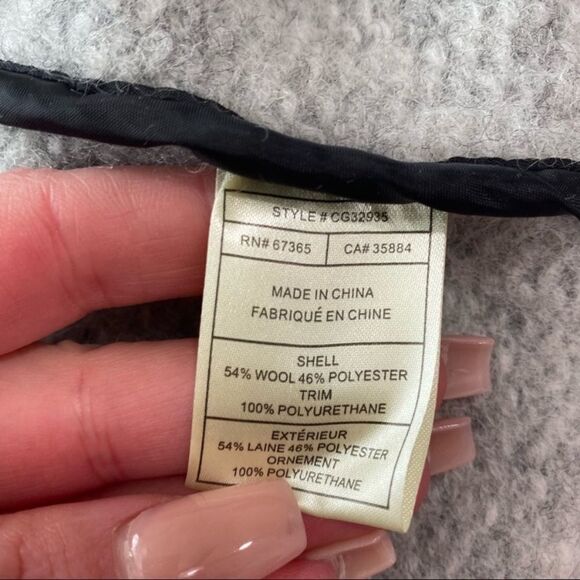 STYLE # CG32935
RN# 67365 CA# 35884
MADE IN CHINA
FABRIQUÉ EN CHINE
SHELL
54% WOOL 46% POLYESTER
TRIM
100% POLYURETHANE
EXTÉRIEUR
54% LAINE 46% POLYESTER
ORNEMENT
100% POLYURETHANE